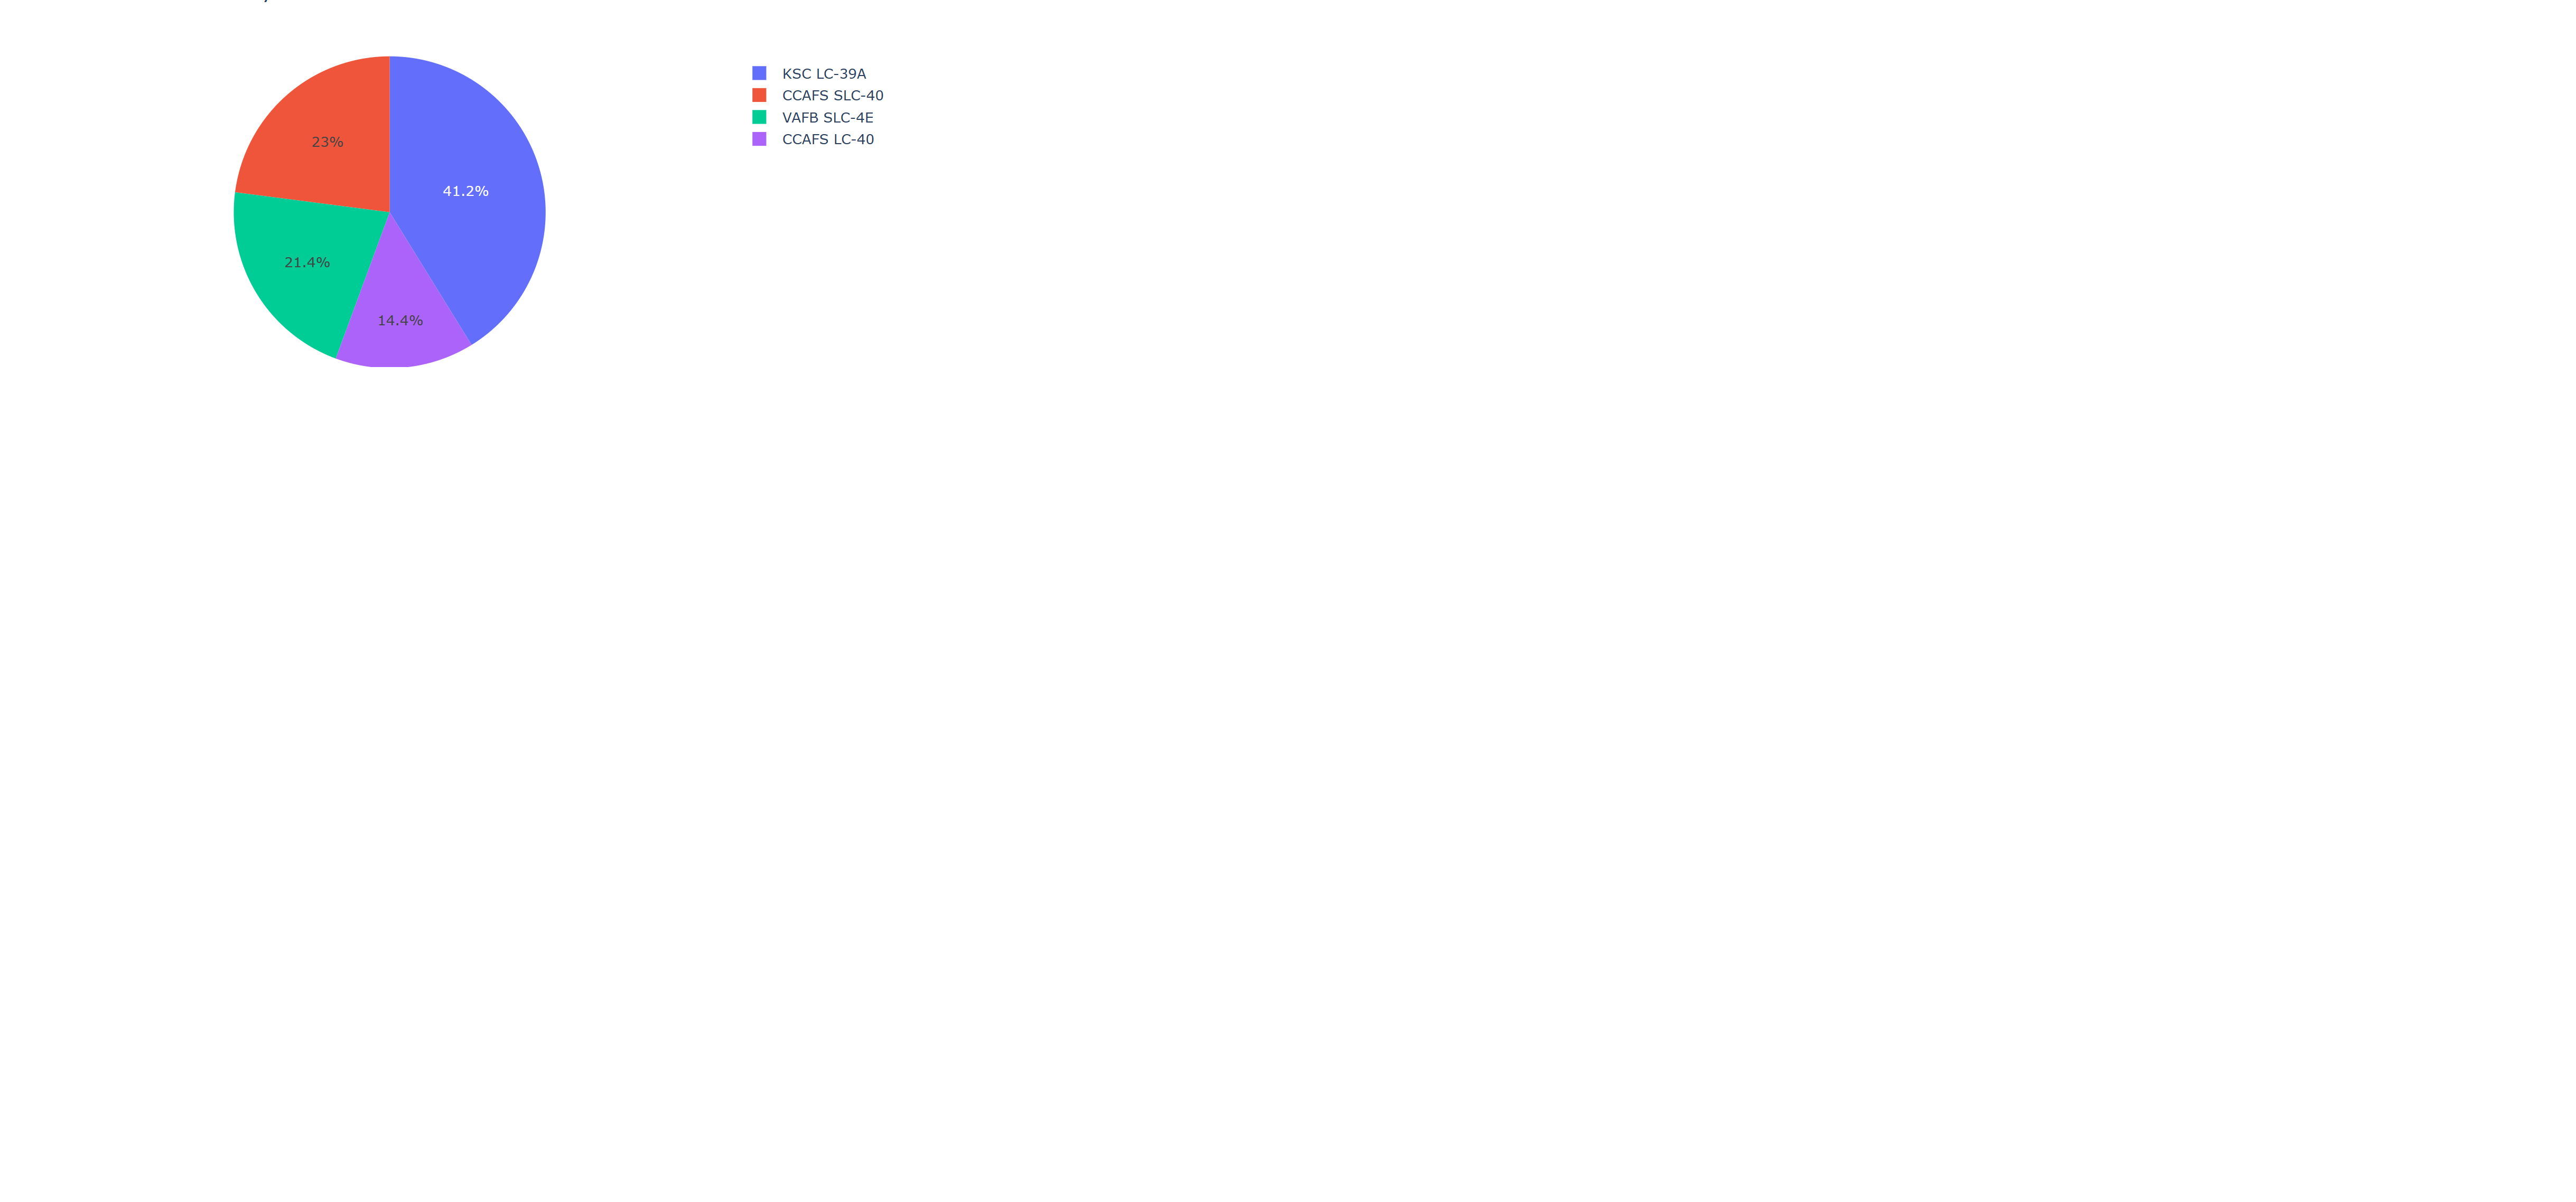 KSC LC-39A
CCAFS SLC-40
VAFB SLC-4E
CCAFS LC-40
23%
41.2%
21.4%
14.4%